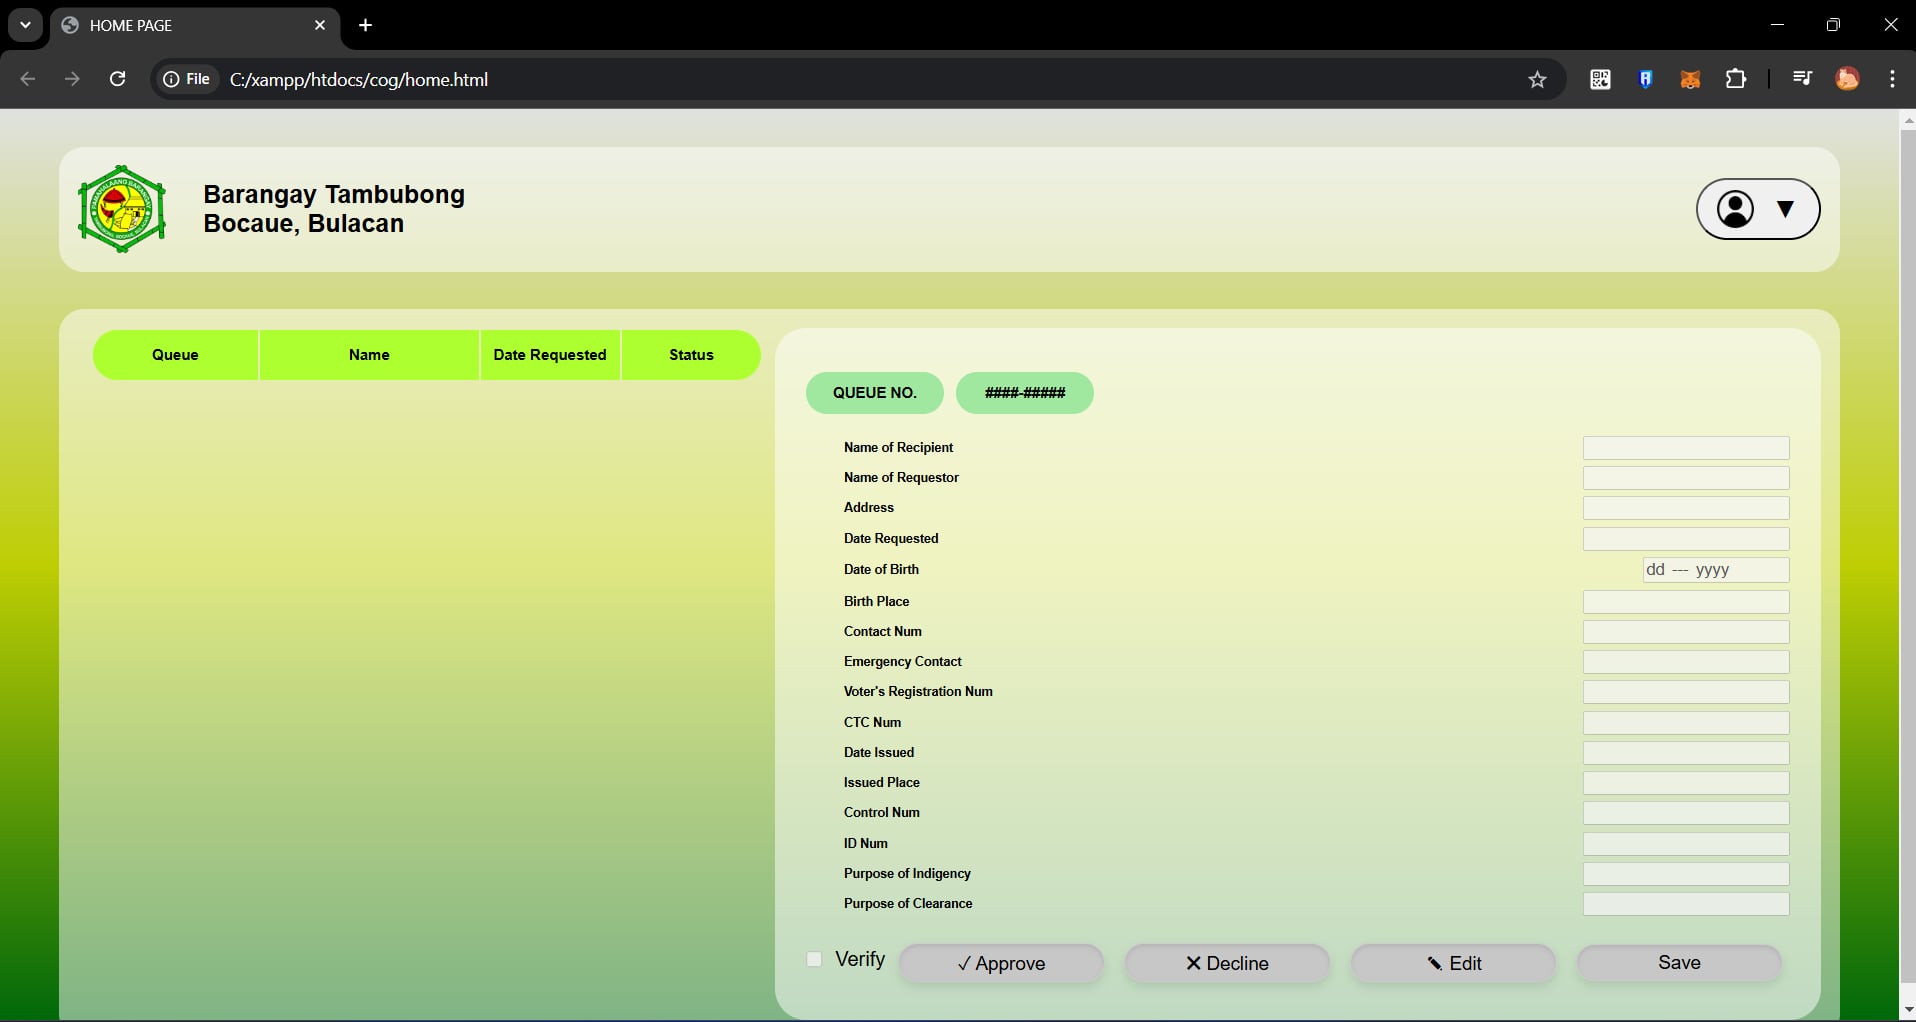 HOME PAGE
File C:/xampp/htdocs/cog/home.html
Barangay Tambubong
Bocaue, Bulacan
▼
Queue Name Date Requested Status
QUEUE NO. ####-#####
Name of Recipient
Name of Requestor
Address
Date Requested
Date of Birth dd --- yyyy
Birth Place
Contact Num
Emergency Contact
Voter's Registration Num
CTC Num
Date Issued
Issued Place
Control Num
ID Num
Purpose of Indigency
Purpose of Clearance
Verify ✓ Approve ✕ Decline ✎ Edit Save